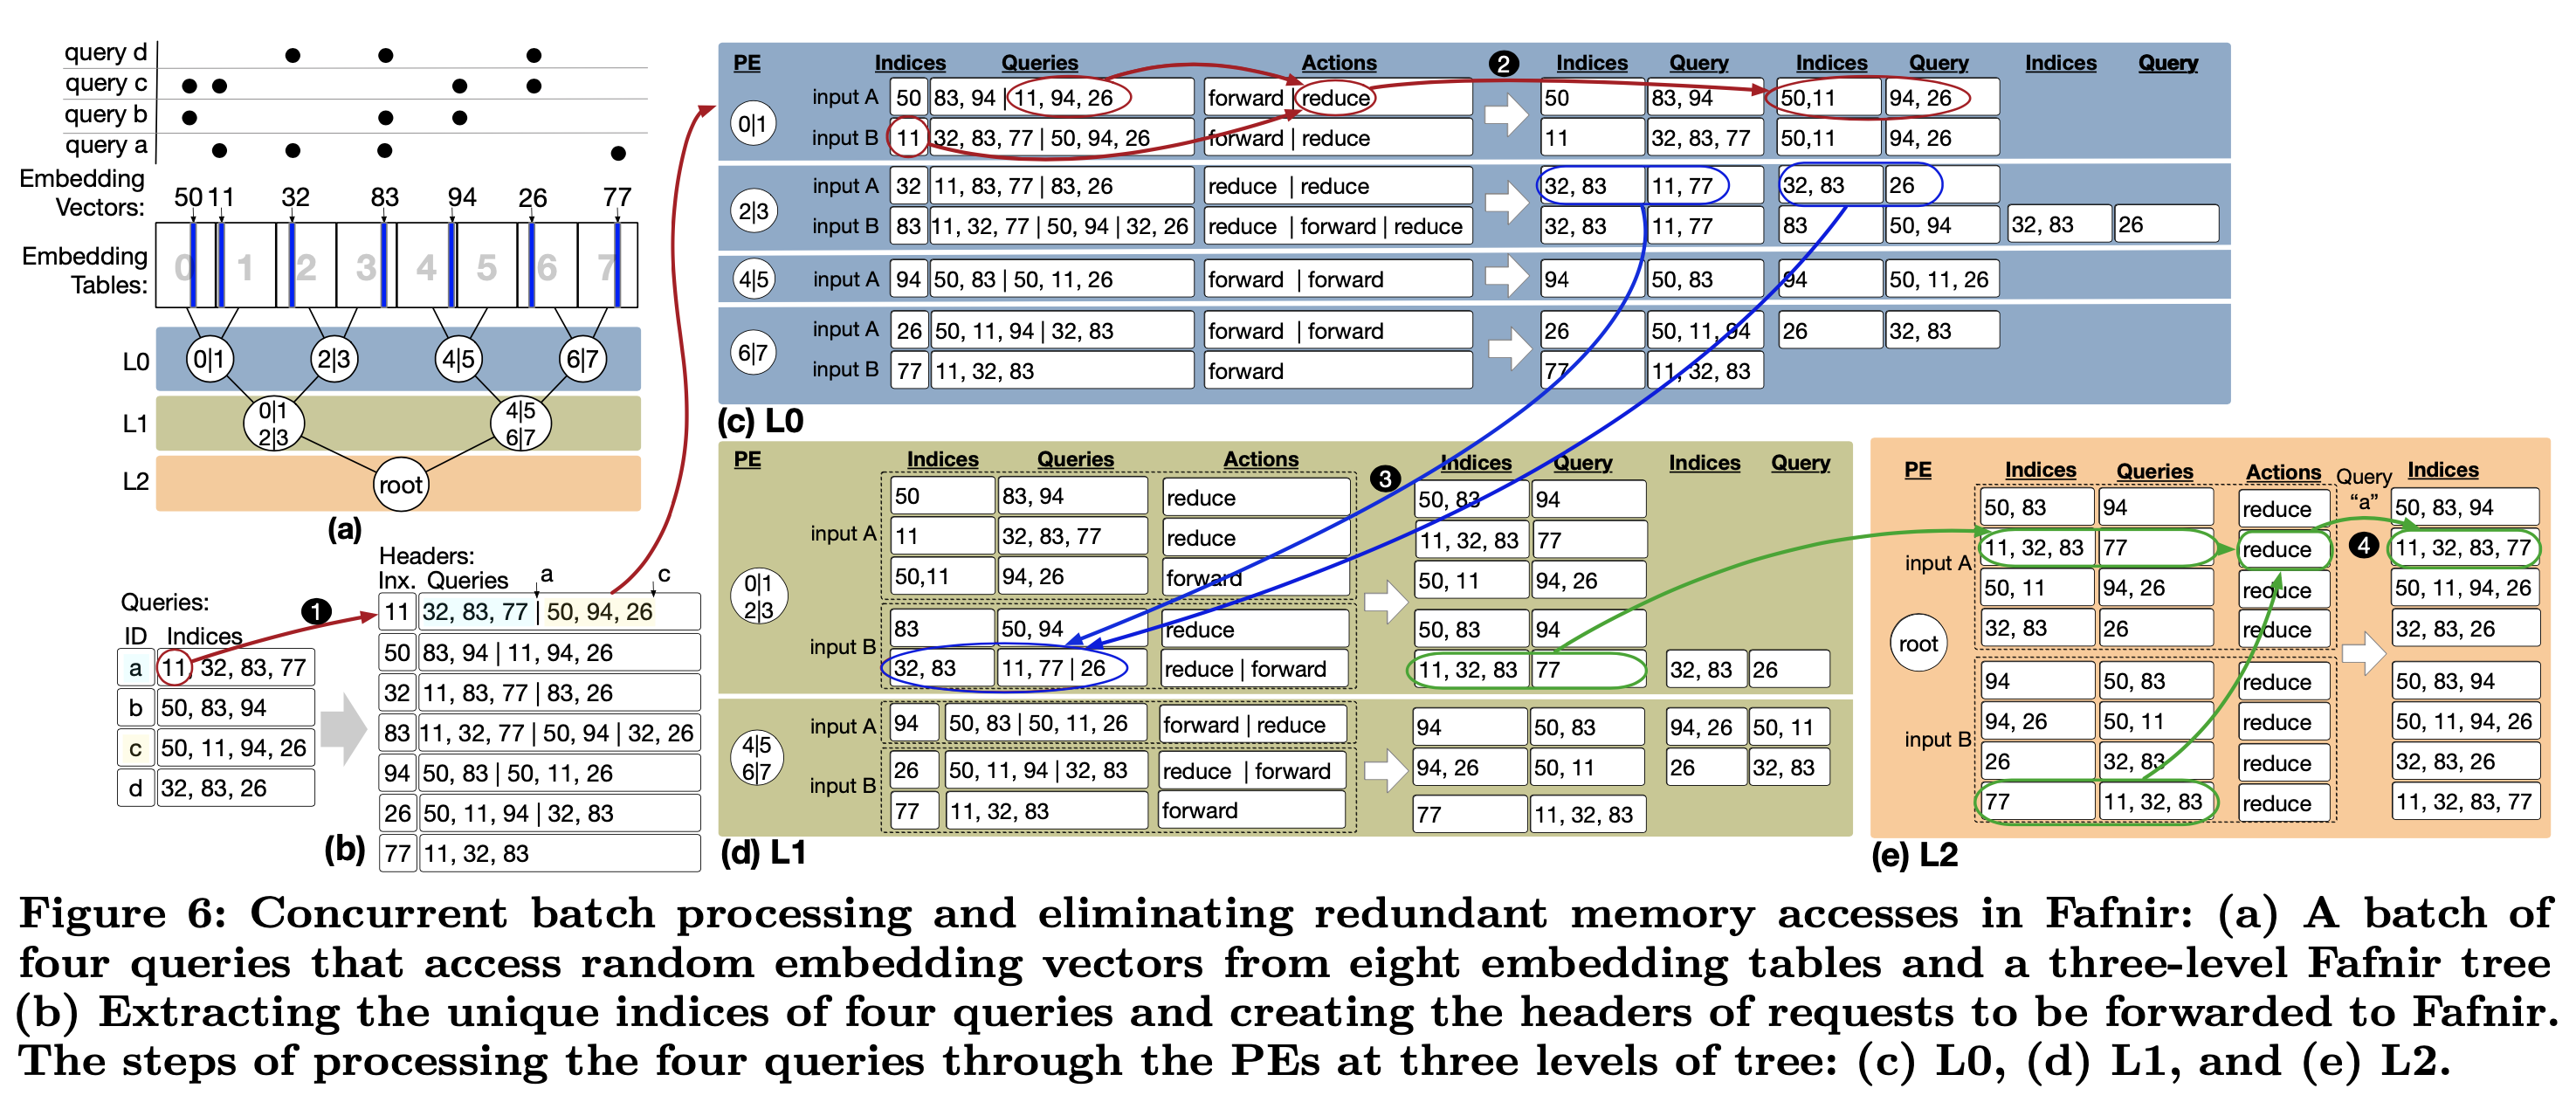 query d
query c
query b
query a
Embedding Vectors: 50 11 32 83 94 26 77
Embedding Tables: 0 1 2 3 4 5 6 7
L0 0|1 2|3 4|5 6|7
L1 0|1 2|3 4|5 6|7
L2 root
(a)
Queries:
ID Indices
a 11, 32, 83, 77
b 50, 83, 94
c 50, 11, 94, 26
d 32, 83, 26
1
Headers:
Inx. Queries a c
11 32, 83, 77 | 50, 94, 26
50 83, 94 | 11, 94, 26
32 11, 83, 77 | 83, 26
83 11, 32, 77 | 50, 94 | 32, 26
94 50, 83 | 50, 11, 26
26 50, 11, 94 | 32, 83
77 11, 32, 83
(b)
PE Indices Queries Actions 2 Indices Query Indices Query Indices Query
0|1
input A 50 83, 94 | 11, 94, 26 forward | reduce 50 83, 94 50,11 94, 26
input B 11 32, 83, 77 | 50, 94, 26 forward | reduce 11 32, 83, 77 50,11 94, 26
2|3
input A 32 11, 83, 77 | 83, 26 reduce | reduce 32, 83 11, 77 32, 83 26
input B 83 11, 32, 77 | 50, 94 | 32, 26 reduce | forward | reduce 32, 83 11, 77 83 50, 94 32, 83 26
4|5 input A 94 50, 83 | 50, 11, 26 forward | forward 94 50, 83 94 50, 11, 26
6|7
input A 26 50, 11, 94 | 32, 83 forward | forward 26 50, 11, 94 26 32, 83
input B 77 11, 32, 83 forward 77 11, 32, 83
(c) L0
PE Indices Queries Actions 3 Indices Query Indices Query
0|1 2|3
input A
50 83, 94 reduce 50, 83 94
11 32, 83, 77 reduce 11, 32, 83 77
50,11 94, 26 forward 50, 11 94, 26
input B
83 50, 94 reduce 50, 83 94
32, 83 11, 77 | 26 reduce | forward 11, 32, 83 77 32, 83 26
4|5 6|7
input A 94 50, 83 | 50, 11, 26 forward | reduce 94 50, 83 94, 26 50, 11
input B
26 50, 11, 94 | 32, 83 reduce | forward 94, 26 50, 11 26 32, 83
77 11, 32, 83 forward 77 11, 32, 83
(d) L1
PE Indices Queries Actions Query "a" Indices
root
input A
50, 83 94 reduce 50, 83, 94
11, 32, 83 77 reduce 4 11, 32, 83, 77
50, 11 94, 26 reduce 50, 11, 94, 26
32, 83 26 reduce 32, 83, 26
input B
94 50, 83 reduce 50, 83, 94
94, 26 50, 11 reduce 50, 11, 94, 26
26 32, 83 reduce 32, 83, 26
77 11, 32, 83 reduce 11, 32, 83, 77
(e) L2
Figure 6: Concurrent batch processing and eliminating redundant memory accesses in Fafnir: (a) A batch of
four queries that access random embedding vectors from eight embedding tables and a three-level Fafnir tree
(b) Extracting the unique indices of four queries and creating the headers of requests to be forwarded to Fafnir.
The steps of processing the four queries through the PEs at three levels of tree: (c) L0, (d) L1, and (e) L2.